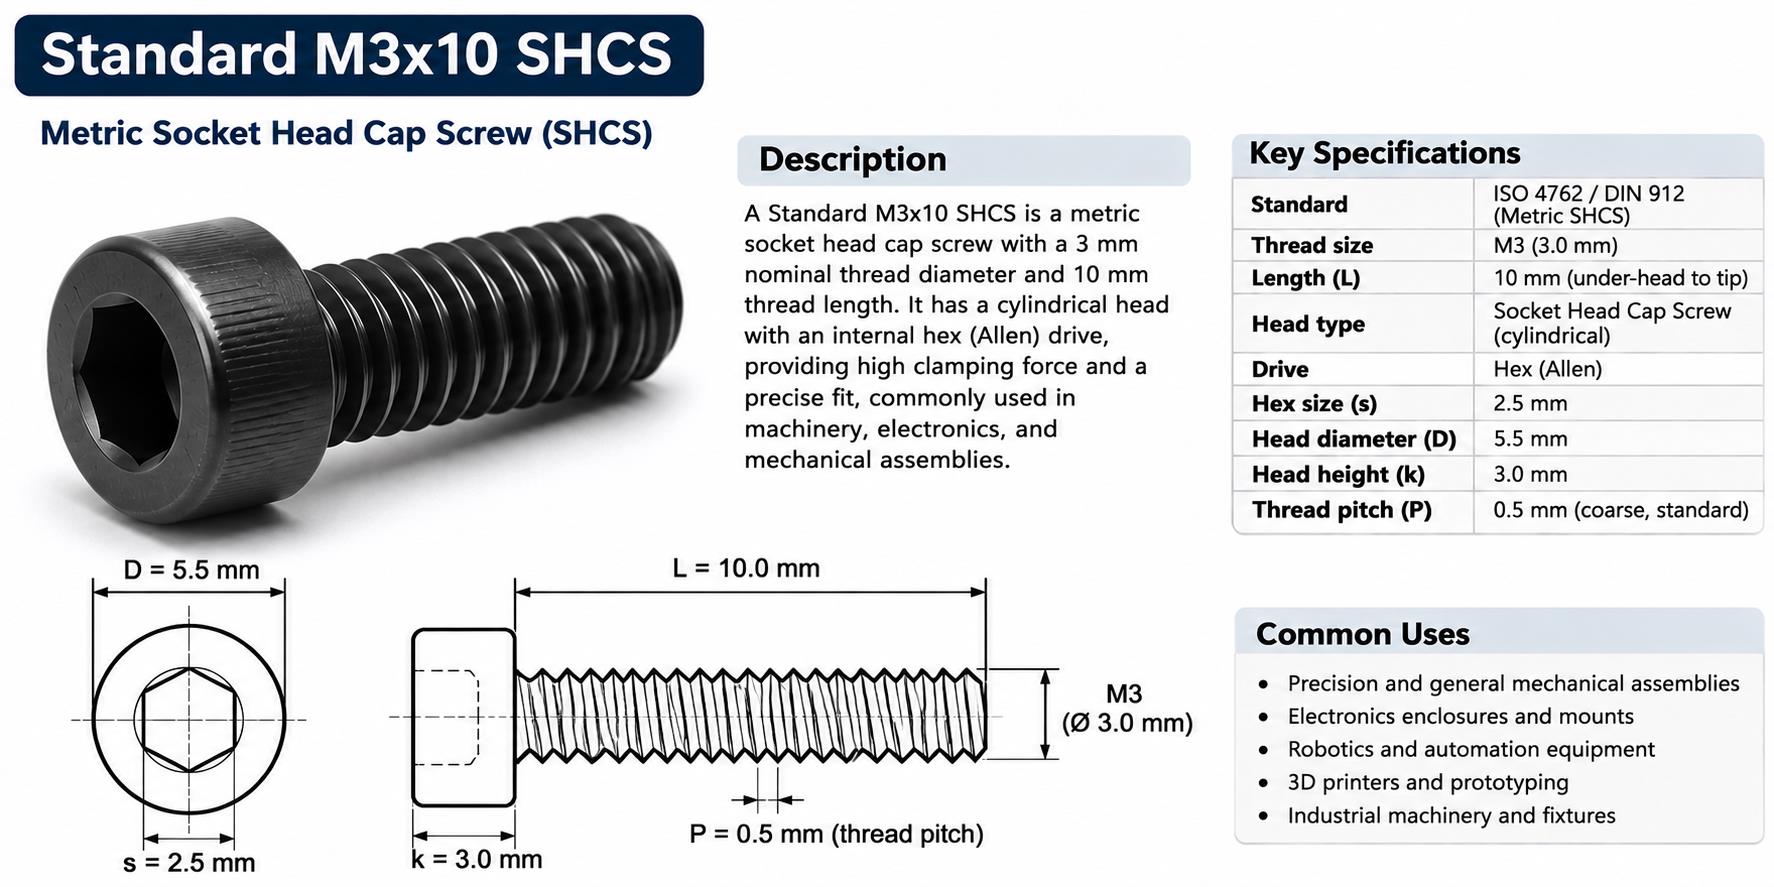 Standard M3x10 SHCS
Metric Socket Head Cap Screw (SHCS)
Description
A Standard M3x10 SHCS is a metric
socket head cap screw with a 3 mm
nominal thread diameter and 10 mm
thread length. It has a cylindrical head
with an internal hex (Allen) drive,
providing high clamping force and a
precise fit, commonly used in
machinery, electronics, and
mechanical assemblies.
Key Specifications
Standard ISO 4762 / DIN 912
(Metric SHCS)
Thread size M3 (3.0 mm)
Length (L) 10 mm (under-head to tip)
Head type Socket Head Cap Screw
(cylindrical)
Drive Hex (Allen)
Hex size (s) 2.5 mm
Head diameter (D) 5.5 mm
Head height (k) 3.0 mm
Thread pitch (P) 0.5 mm (coarse, standard)
D = 5.5 mm
s = 2.5 mm
L = 10.0 mm
M3
(Ø 3.0 mm)
P = 0.5 mm (thread pitch)
k = 3.0 mm
Common Uses
• Precision and general mechanical assemblies
• Electronics enclosures and mounts
• Robotics and automation equipment
• 3D printers and prototyping
• Industrial machinery and fixtures